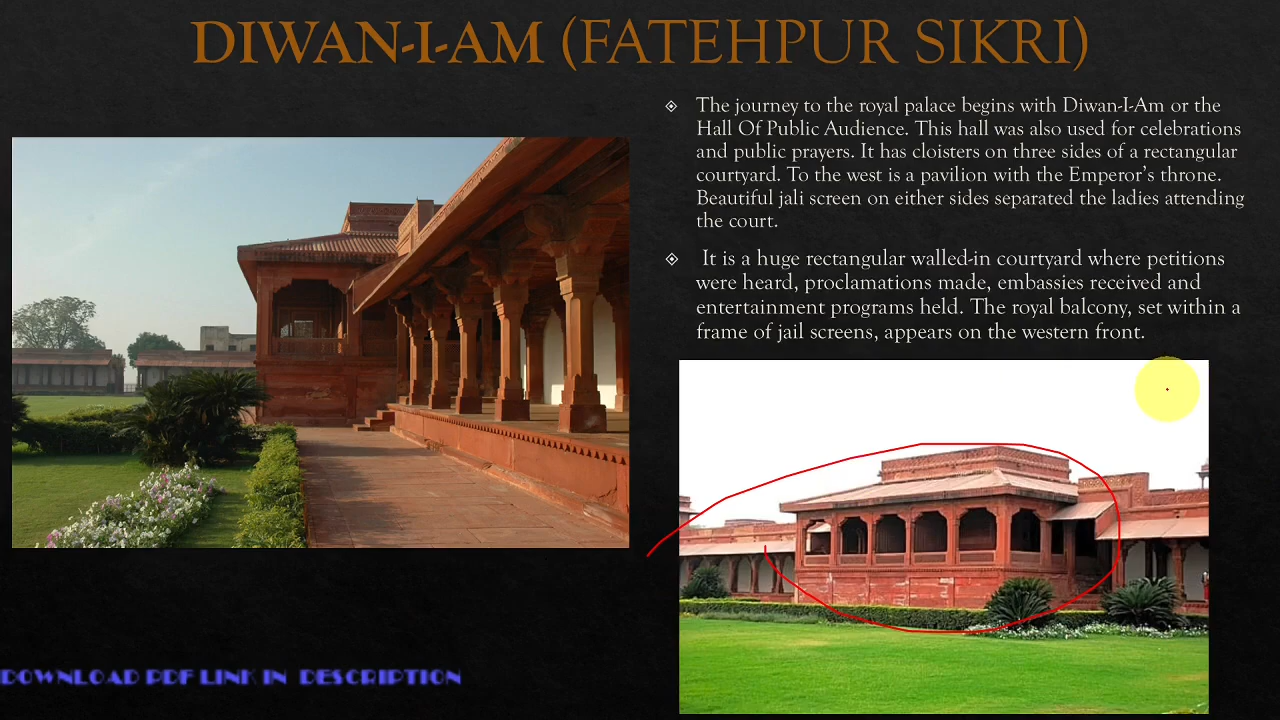 DIWAN-I-AM (FATEHPUR SIKRI)
The journey to the royal palace begins with Diwan-I-Am or the
Hall Of Public Audience. This hall was also used for celebrations
and public prayers. It has cloisters on three sides of a rectangular
courtyard. To the west is a pavilion with the Emperor's throne.
Beautiful jali screen on either sides separated the ladies attending
the court.
It is a huge rectangular walled-in courtyard where petitions
were heard, proclamations made, embassies received and
entertainment programs held. The royal balcony, set within a
frame of jail screens, appears on the western front.
DOWNLOAD PDF LINK IN DESCRIPTION